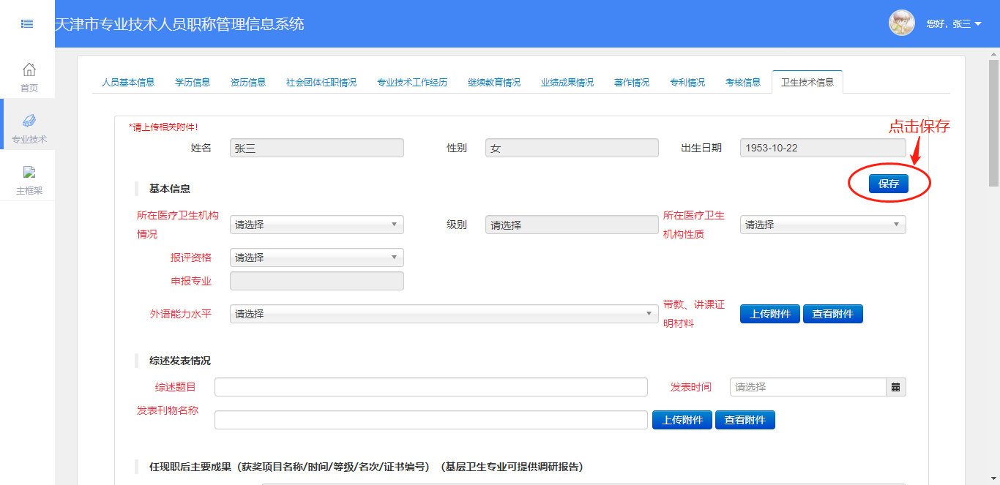 天津市专业技术人员职称管理信息系统
您好，张三
首页
专业技术
主框架
人员基本信息 学历信息 资历信息 社会团体任职情况 专业技术工作经历 继续教育情况 业绩成果情况 著作情况 专利情况 考核信息 卫生技术信息
*请上传相关附件!
点击保存
姓名 张三 性别 女 出生日期 1953-10-22
基本信息
保存
所在医疗卫生机构
情况
请选择
级别 请选择
所在医疗卫生
机构性质
请选择
报评资格 请选择
申报专业
外语能力水平 请选择
带教、讲课证
明材料
上传附件 查看附件
综述发表情况
综述题目
发表时间 请选择
发表刊物名称
上传附件 查看附件
任现职后主要成果（获奖项目名称/时间/等级/名次/证书编号）（基层卫生专业可提供调研报告）